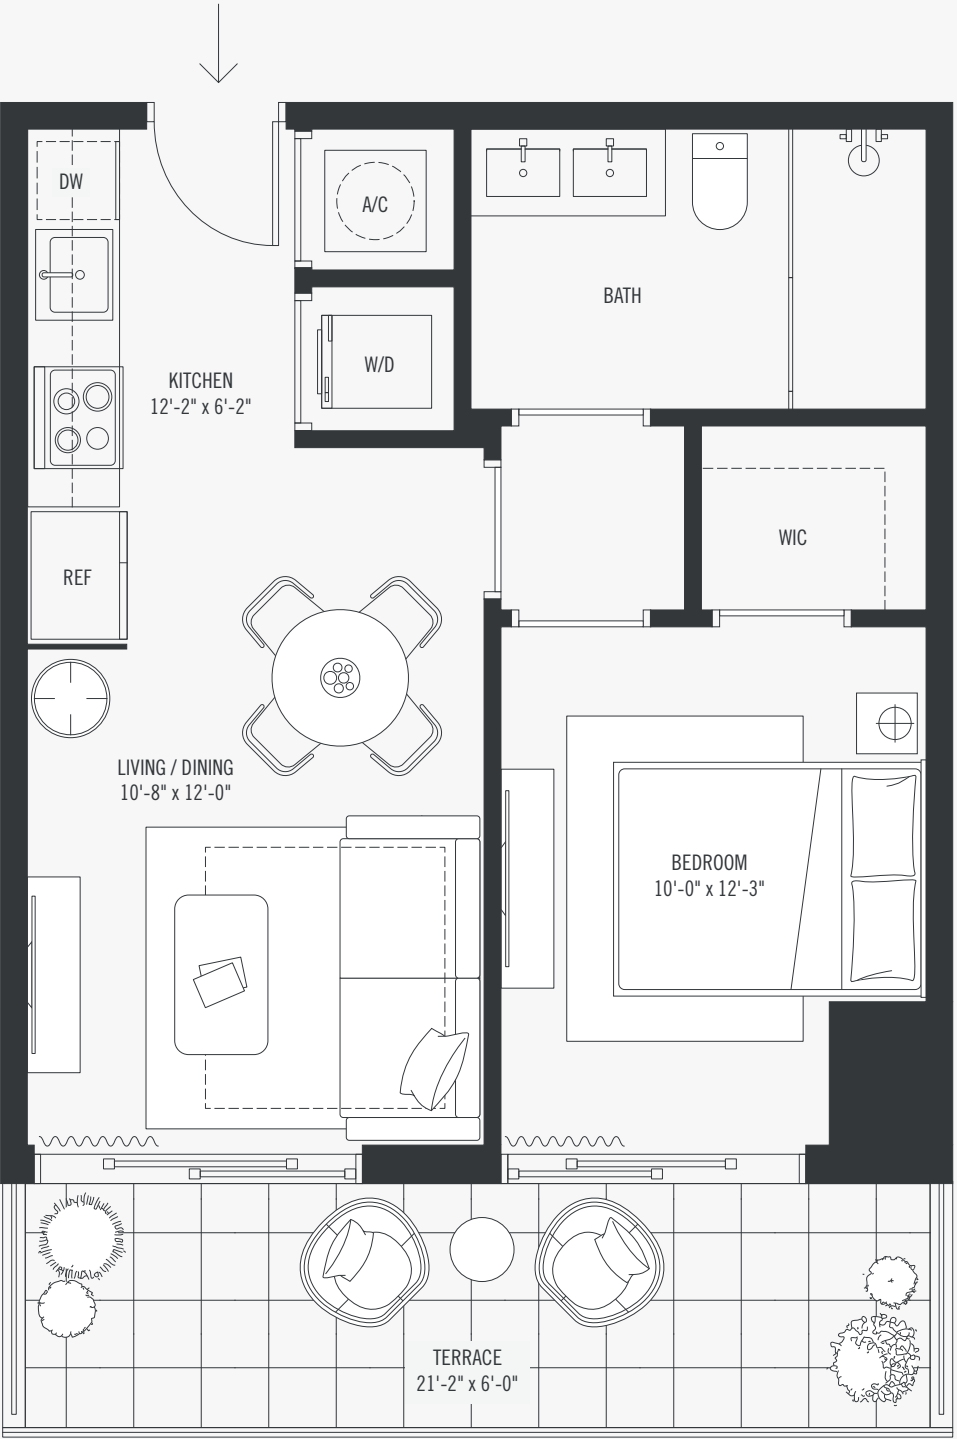 DW
A/C
BATH
W/D
KITCHEN
12'-2" x 6'-2"
WIC
REF
LIVING / DINING
10'-8" x 12'-0"
BEDROOM
10'-0" x 12'-3"
TERRACE
21'-2" x 6'-0"